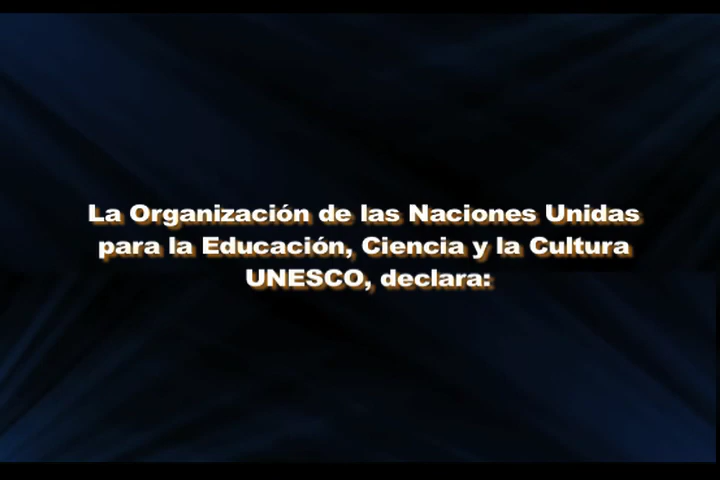 La Organización de las Naciones Unidas
para la Educación, Ciencia y la Cultura
UNESCO, declara: